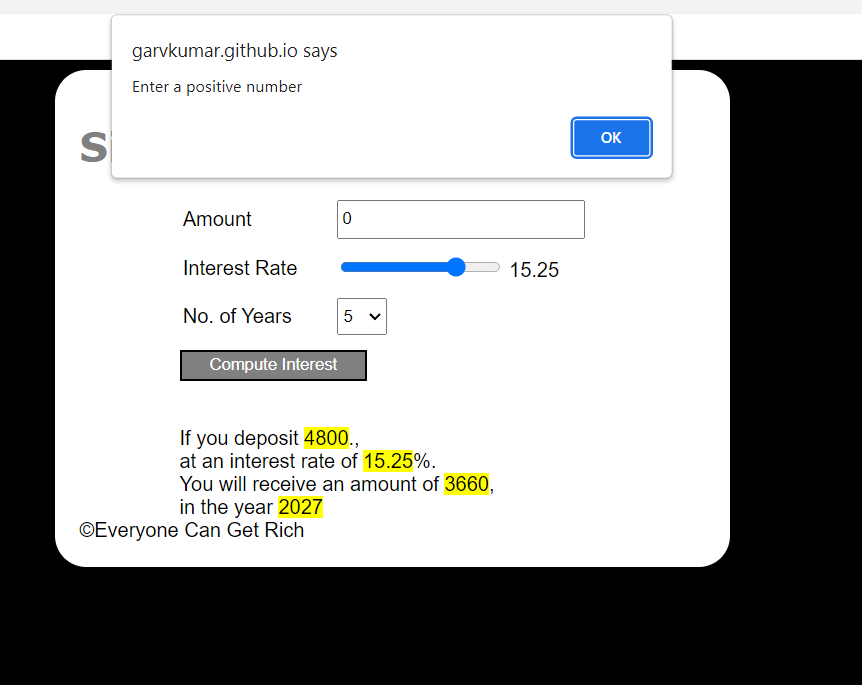 garvkumar.github.io says
Enter a positive number
OK
Amount 0
Interest Rate 15.25
No. of Years 5
Compute Interest
If you deposit 4800.,
at an interest rate of 15.25%.
You will receive an amount of 3660,
in the year 2027
©Everyone Can Get Rich